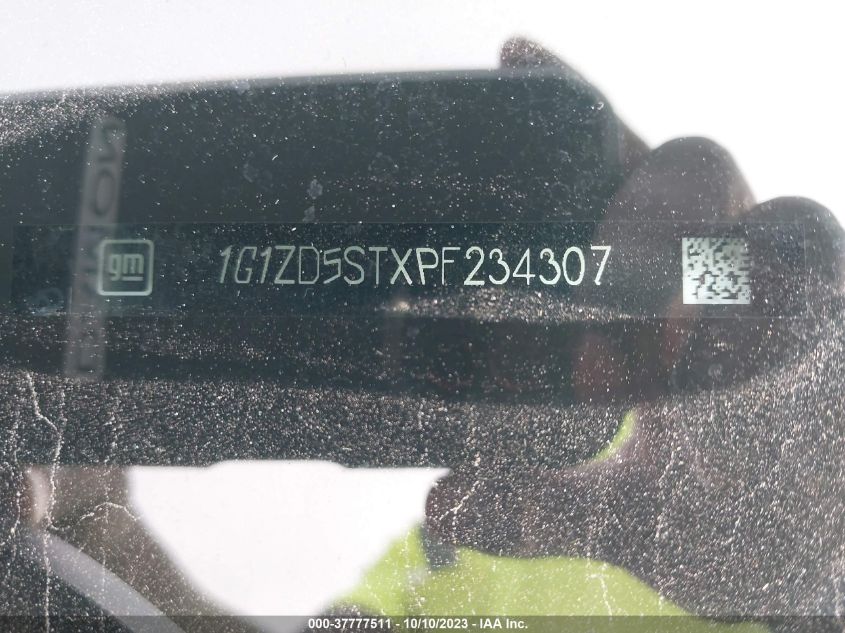 gm 1G1ZD5STXPF234307
000-37777511 - 10/10/2023 - IAA Inc.